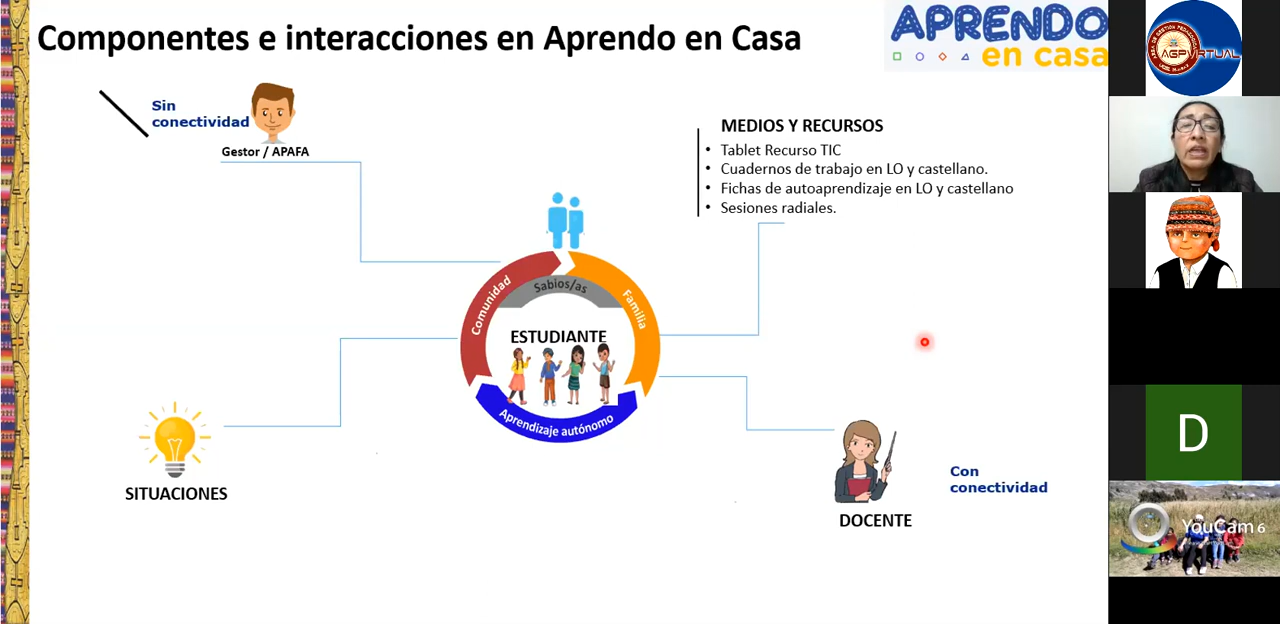 Componentes e interacciones en Aprendo en Casa
APRENDO
en casa
Sin
conectividad
Gestor / APAFA
MEDIOS Y RECURSOS
• Tablet Recurso TIC
• Cuadernos de trabajo en LO y castellano.
• Fichas de autoaprendizaje en LO y castellano
• Sesiones radiales.
Comunidad
Sabios/as
Familia
ESTUDIANTE
Aprendizaje autónomo
SITUACIONES
DOCENTE
Con
conectividad
AGPVIRTUAL
D
YouCam 6